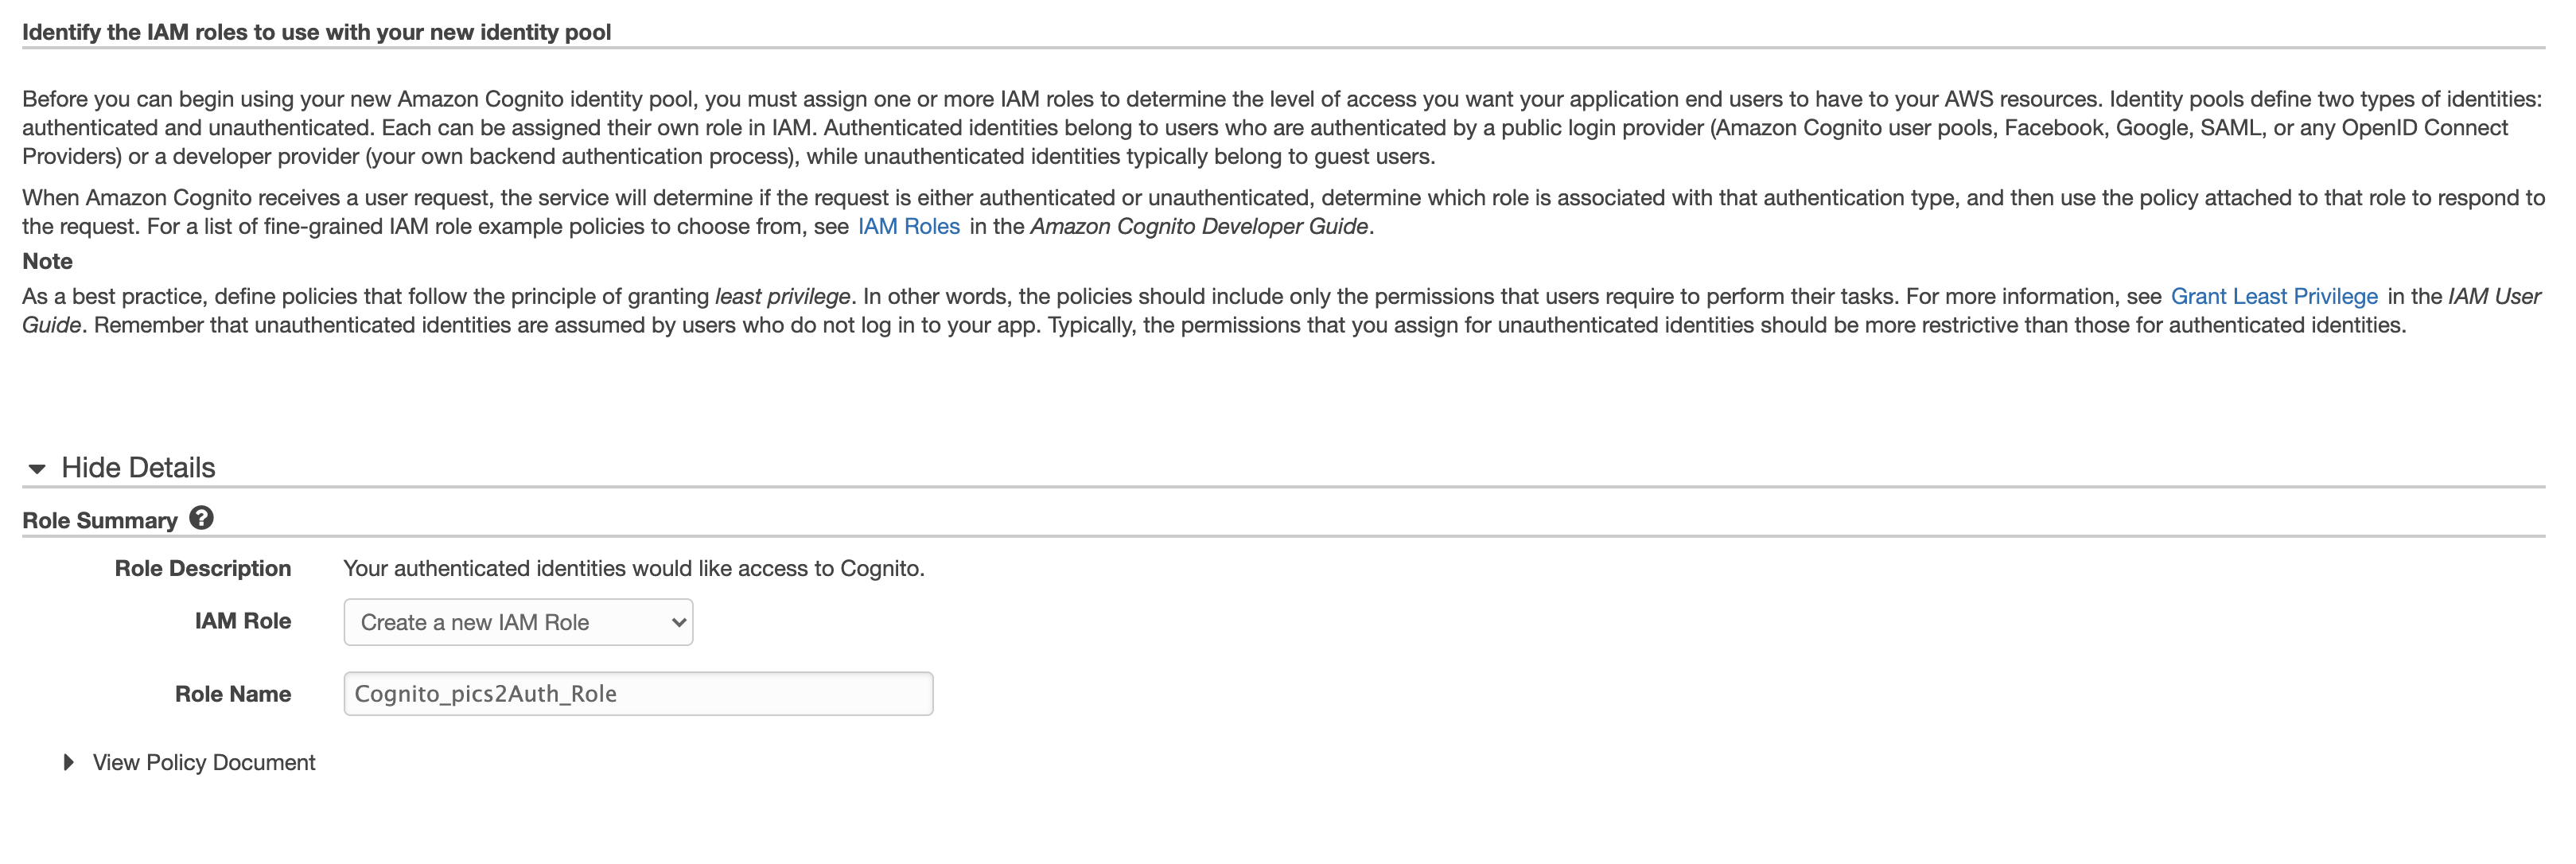 Identify the IAM roles to use with your new identity pool
Before you can begin using your new Amazon Cognito identity pool, you must assign one or more IAM roles to determine the level of access you want your application end users to have to your AWS resources. Identity pools define two types of identities:
authenticated and unauthenticated. Each can be assigned their own role in IAM. Authenticated identities belong to users who are authenticated by a public login provider (Amazon Cognito user pools, Facebook, Google, SAML, or any OpenID Connect
Providers) or a developer provider (your own backend authentication process), while unauthenticated identities typically belong to guest users.
When Amazon Cognito receives a user request, the service will determine if the request is either authenticated or unauthenticated, determine which role is associated with that authentication type, and then use the policy attached to that role to respond to
the request. For a list of fine-grained IAM role example policies to choose from, see IAM Roles in the Amazon Cognito Developer Guide.
Note
As a best practice, define policies that follow the principle of granting least privilege. In other words, the policies should include only the permissions that users require to perform their tasks. For more information, see Grant Least Privilege in the IAM User
Guide. Remember that unauthenticated identities are assumed by users who do not log in to your app. Typically, the permissions that you assign for unauthenticated identities should be more restrictive than those for authenticated identities.
Hide Details
Role Summary ?
Role Description Your authenticated identities would like access to Cognito.
IAM Role Create a new IAM Role
Role Name Cognito_pics2Auth_Role
View Policy Document